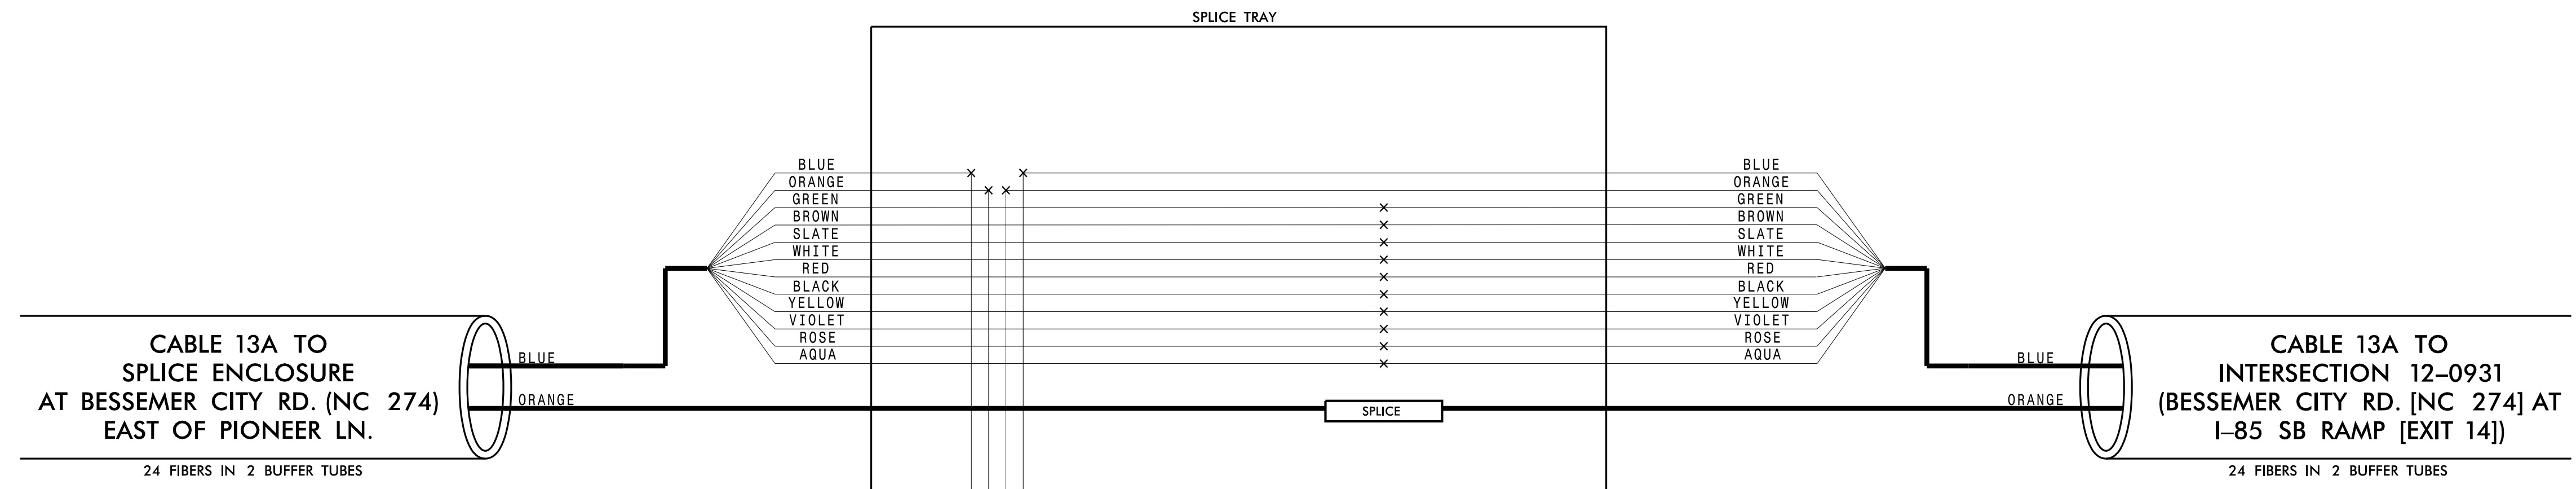 SPLICE TRAY
BLUE BLUE
ORANGE ORANGE
GREEN GREEN
BROWN BROWN
SLATE SLATE
WHITE WHITE
RED RED
BLACK BLACK
YELLOW YELLOW
VIOLET VIOLET
ROSE ROSE
AQUA AQUA
CABLE 13A TO
SPLICE ENCLOSURE
AT BESSEMER CITY RD. (NC 274)
EAST OF PIONEER LN.
24 FIBERS IN 2 BUFFER TUBES
BLUE
ORANGE
SPLICE
BLUE
ORANGE
CABLE 13A TO
INTERSECTION 12–0931
(BESSEMER CITY RD. [NC 274] AT
I–85 SB RAMP [EXIT 14])
24 FIBERS IN 2 BUFFER TUBES